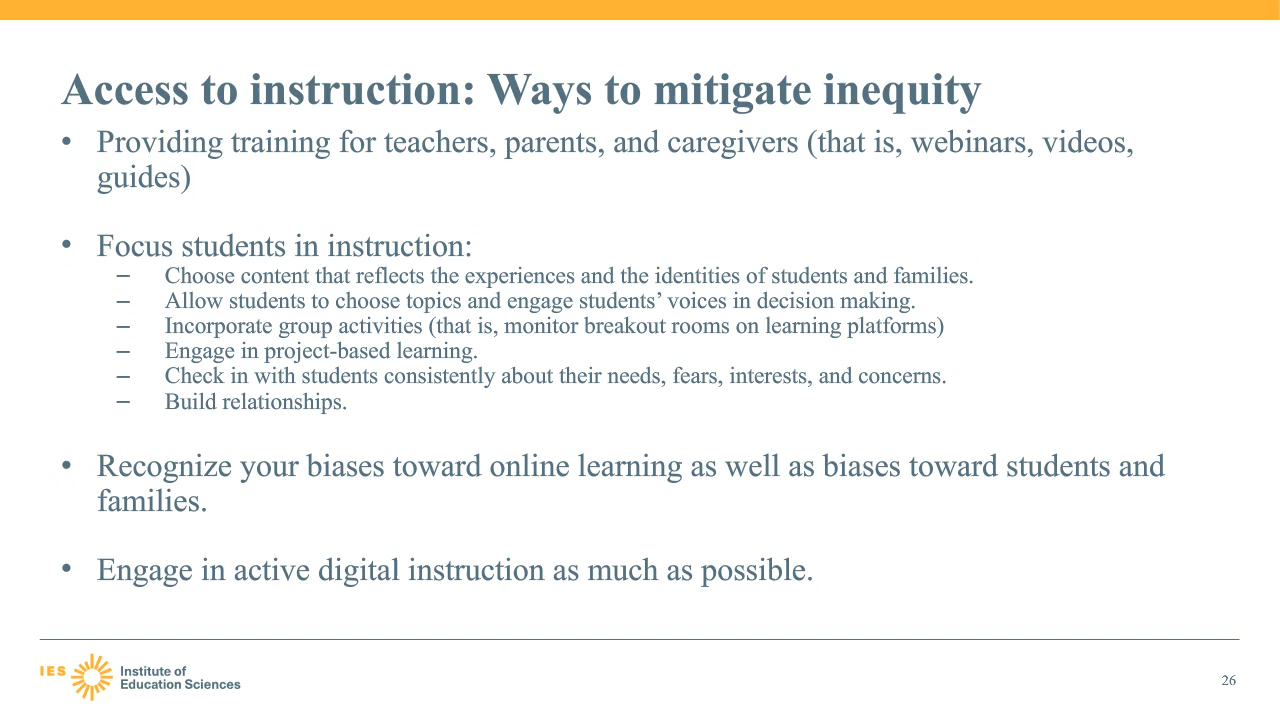 Access to instruction: Ways to mitigate inequity
• Providing training for teachers, parents, and caregivers (that is, webinars, videos,
guides)
• Focus students in instruction:
– Choose content that reflects the experiences and the identities of students and families.
– Allow students to choose topics and engage students’ voices in decision making.
– Incorporate group activities (that is, monitor breakout rooms on learning platforms)
– Engage in project-based learning.
– Check in with students consistently about their needs, fears, interests, and concerns.
– Build relationships.
• Recognize your biases toward online learning as well as biases toward students and
families.
• Engage in active digital instruction as much as possible.
IES
Institute of
Education Sciences
26